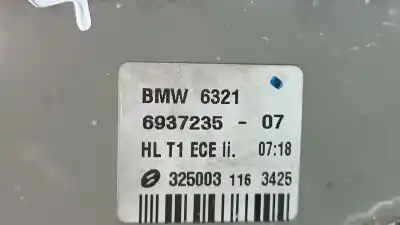 BMW 6321
6937235 - 07
HL T1 ECE li. 07:18
325003 116 3425